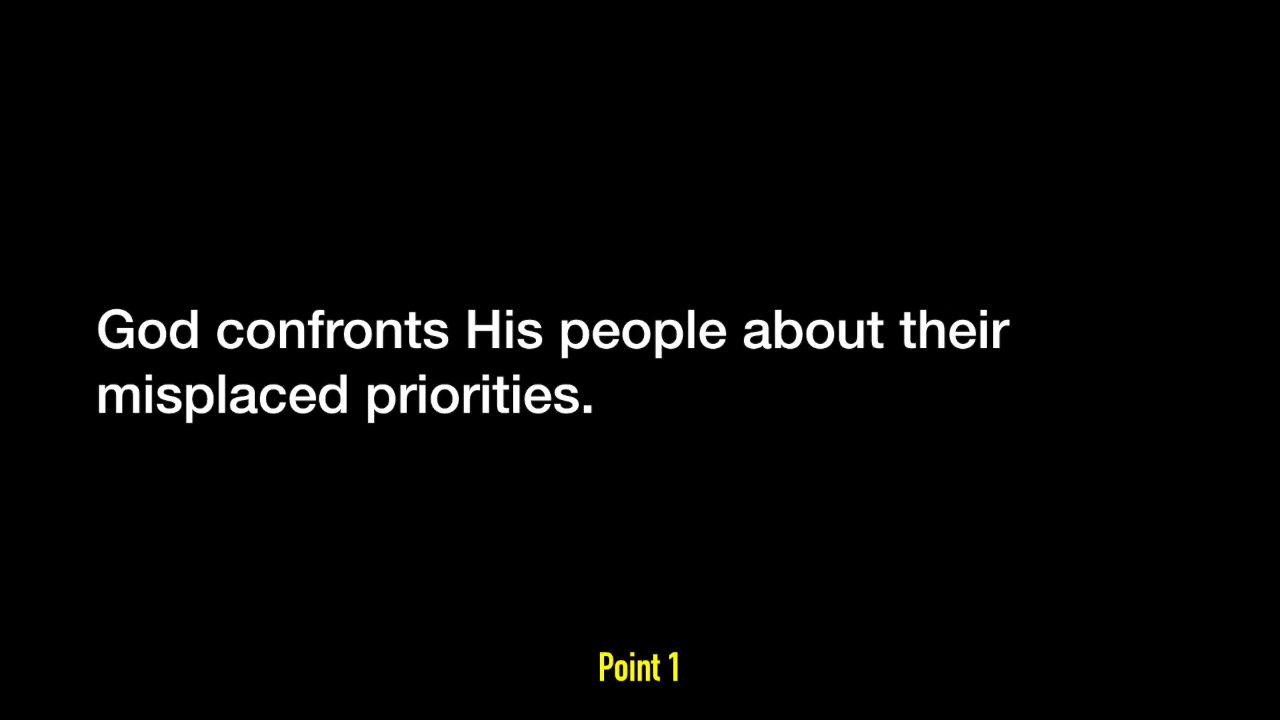 God confronts His people about their
misplaced priorities.
Point 1